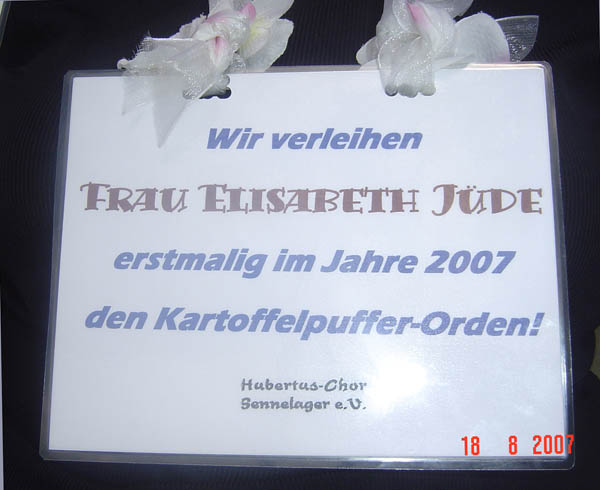 Wir verleihen
FRAU ELISABETH JÜDE
erstmalig im Jahre 2007
den Kartoffelpuffer-Orden!
Hubertus-Chor
Sennelager e.V.
18 8 2007